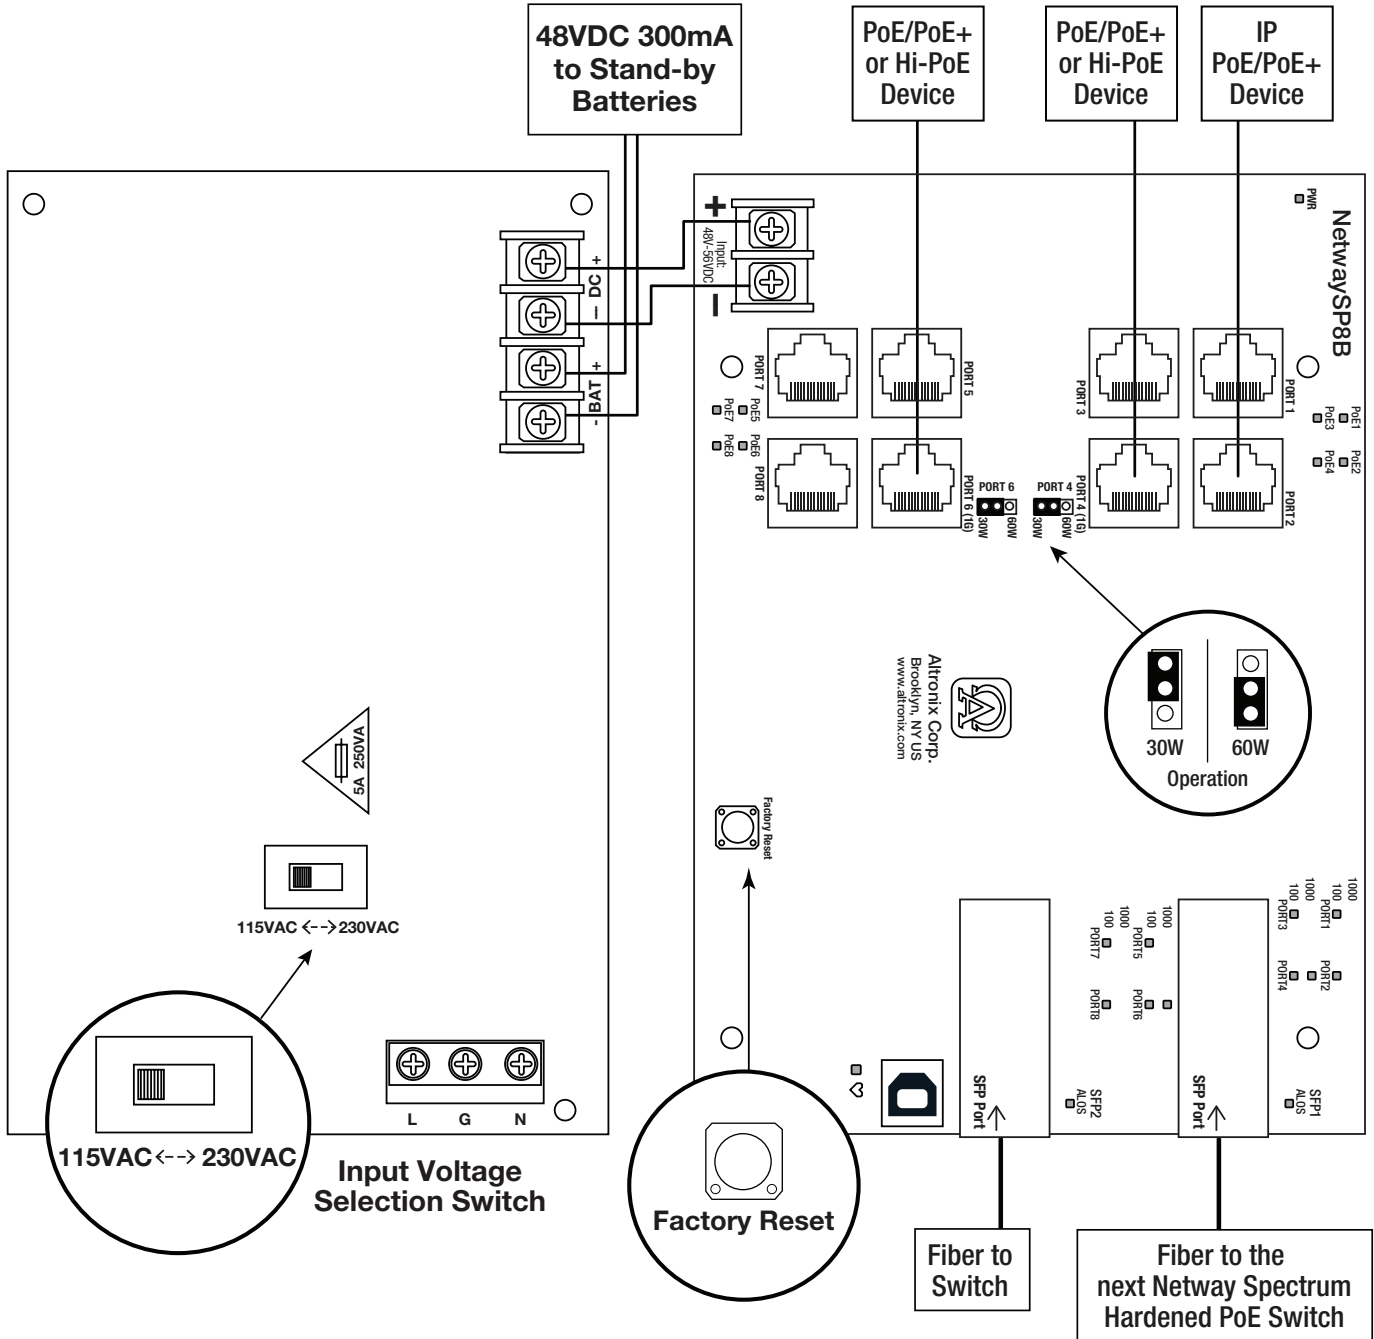 48VDC 300mA
to Stand-by
Batteries
PoE/PoE+
or Hi-PoE
Device
PoE/PoE+
or Hi-PoE
Device
IP
PoE/PoE+
Device
DC
+
—
BAT
+
-
+
Input:
48V-56VDC
—
PWR
NetwaySP8B
PORT 7
PORT 5
PORT 3
PORT 1
PoE7
PoE5
PoE8
PoE6
PoE3
PoE1
PoE4
PoE2
PORT 8
PORT 6 (1G)
PORT 6
30W
60W
PORT 4
30W
60W
PORT 4 (1G)
PORT 2
30W
60W
Operation
Altronix Corp.
Brooklyn, NY US
www.altronix.com
5A 250VA
Factory Reset
115VAC <--> 230VAC
115VAC <--> 230VAC
Input Voltage
Selection Switch
L G N
Factory Reset
1000
100
PORT1
1000
100
PORT3
PORT2
PORT4
1000
100
PORT5
1000
100
PORT7
PORT6
PORT8
SFP Port
SFP2
ALOS
SFP Port
SFP1
ALOS
Fiber to
Switch
Fiber to the
next Netway Spectrum
Hardened PoE Switch